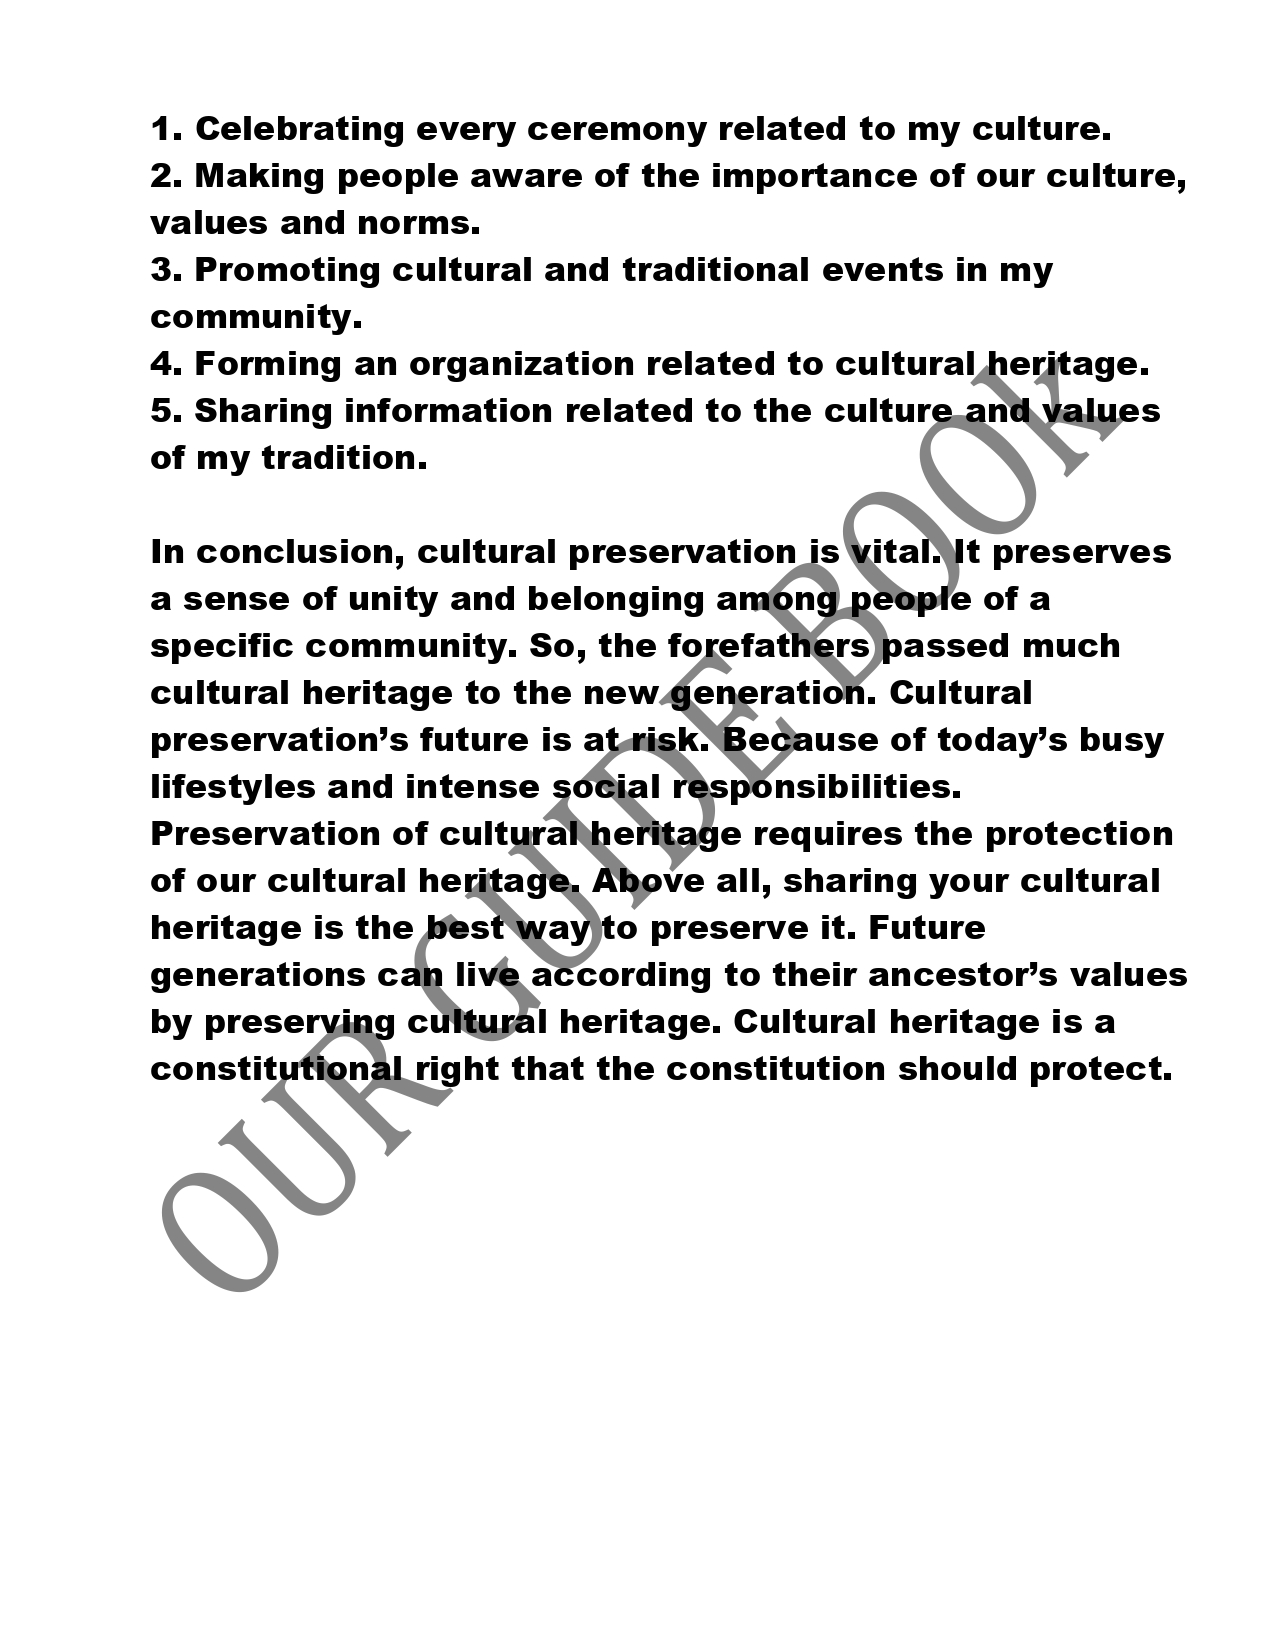 1. Celebrating every ceremony related to my culture.
2. Making people aware of the importance of our culture,
values and norms.
3. Promoting cultural and traditional events in my
community.
4. Forming an organization related to cultural heritage.
5. Sharing information related to the culture and values
of my tradition.
In conclusion, cultural preservation is vital. It preserves
a sense of unity and belonging among people of a
specific community. So, the forefathers passed much
cultural heritage to the new generation. Cultural
preservation’s future is at risk. Because of today’s busy
lifestyles and intense social responsibilities.
Preservation of cultural heritage requires the protection
of our cultural heritage. Above all, sharing your cultural
heritage is the best way to preserve it. Future
generations can live according to their ancestor’s values
by preserving cultural heritage. Cultural heritage is a
constitutional right that the constitution should protect.
OUR GUIDE BOOk